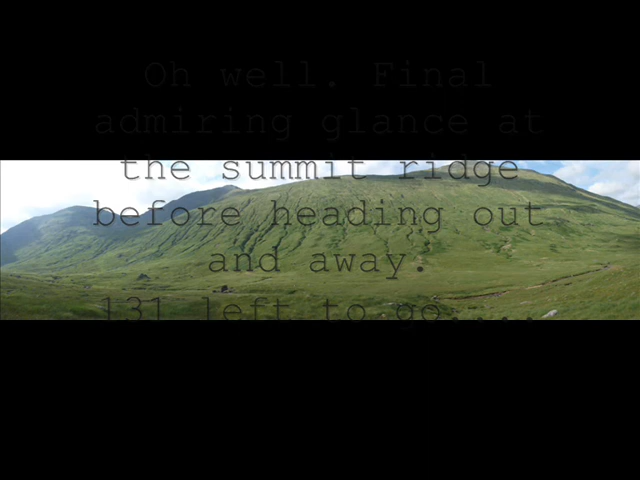 Oh well. Final
admiring glance at
the summit ridge
before heading out
and away.
131 left to go....